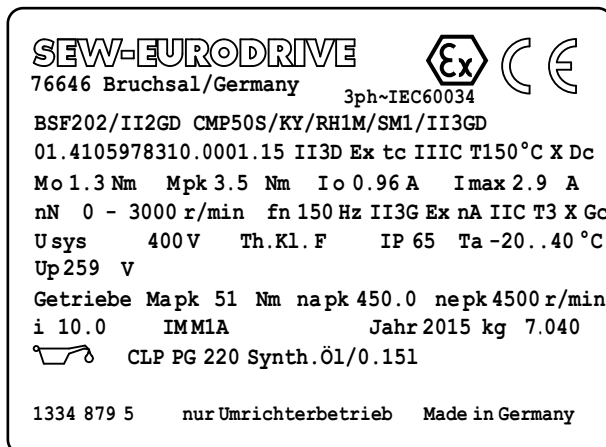 SEW-EURODRIVE Ex CE
76646 Bruchsal/Germany
3ph~IEC60034
BSF202/II2GD CMP50S/KY/RH1M/SM1/II3GD
01.4105978310.0001.15 II3D Ex tc IIIC T150°C X Dc
Mo 1.3 Nm Mpk 3.5 Nm Io 0.96 A Imax 2.9 A
nN 0 - 3000 r/min fn 150 Hz II3G Ex nA IIC T3 X Gc
Usys 400 V Th.Kl. F IP 65 Ta -20..40 °C
Up 259 V
Getriebe Mapk 51 Nm napk 450.0 nepk 4500 r/min
i 10.0 IM M1A Jahr 2015 kg 7.040
CLP PG 220 Synth.Öl/0.15l
1334 879 5 nur Umrichterbetrieb Made in Germany